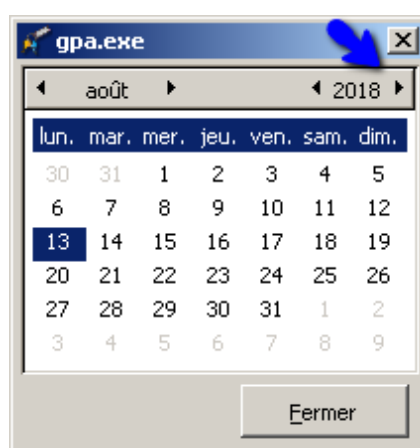 gpa.exe
août 2018
lun. mar. mer. jeu. ven. sam. dim.
30 31 1 2 3 4 5
6 7 8 9 10 11 12
13 14 15 16 17 18 19
20 21 22 23 24 25 26
27 28 29 30 31 1 2
3 4 5 6 7 8 9
Fermer